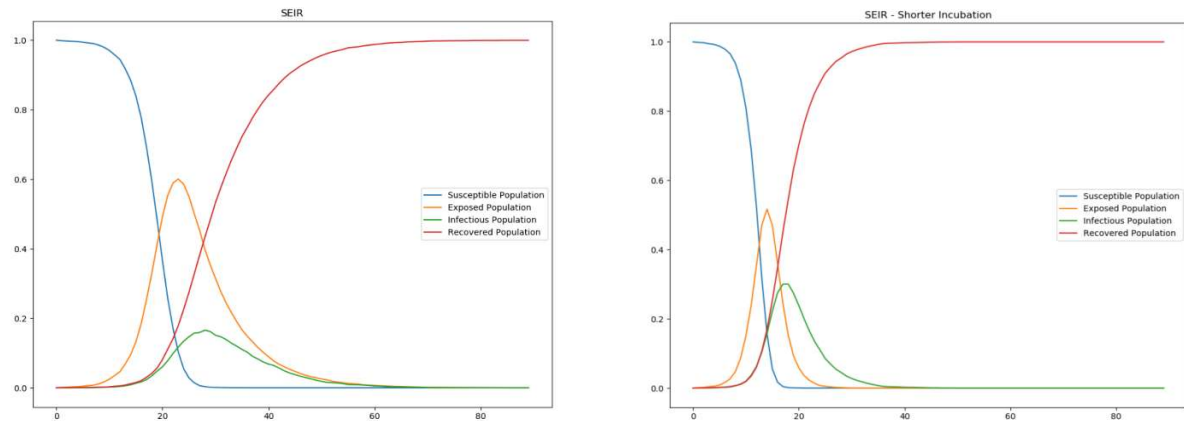 SEIR
1.0
0.8
0.6
0.4
0.2
0.0
0 20 40 60 80
Susceptible Population
Exposed Population
Infectious Population
Recovered Population
SEIR - Shorter Incubation
1.0
0.8
0.6
0.4
0.2
0.0
0 20 40 60 80
Susceptible Population
Exposed Population
Infectious Population
Recovered Population